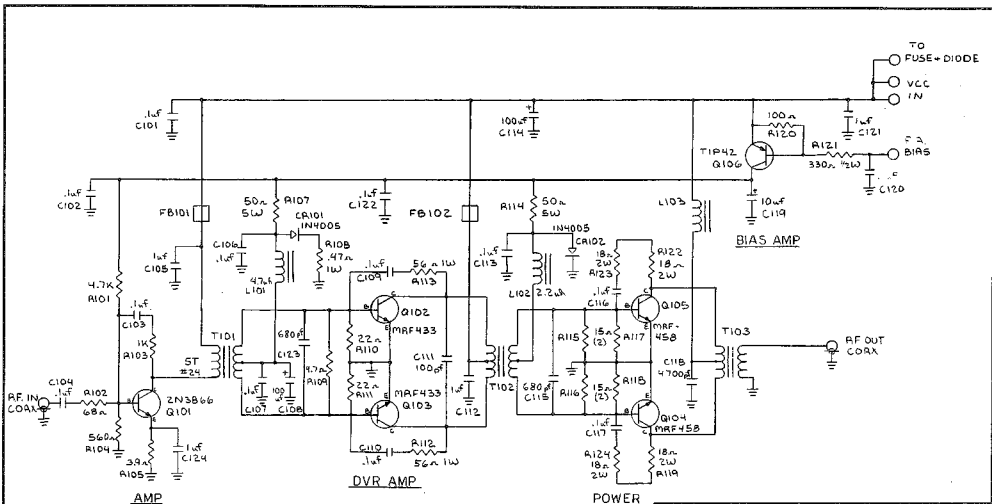 TO
FUSE+DIODE
VCC
IN
.1uf
C101
100uf
C114
100Ω
R120
1uf
C121
TIP42
Q106
R121
330Ω ½W
BIAS
C120
.1uf
C102
FB101
50Ω
5W
R107
CR101
1N4005
.1uf
C122
FB102
R114
50Ω
5W
1N4005
CR102
L103
10uf
C119
BIAS AMP
1uf
C105
C106
.1uf
4.7uh
L101
R108
.47Ω
1W
.1uf
C109
56Ω 1W
R113
.1uf
C113
L102
2.2uh
18Ω
2W
R123
.1uf
C116
R122
18Ω
2W
4.7K
R101
.1uf
C103
1K
R103
ST
#24
T101
680pf
C123
4.7Ω
R109
22Ω
R110
Q102
MRF433
C111
100pf
T102
R115
15Ω
(2)
R117
Q105
MRF-
458
T103
RF OUT
COAX
C104
.1uf
R102
68Ω
RF. IN
COAX
2N3866
Q101
B
C
E
560Ω
R104
3.9Ω
R105
1uf
C124
.1uf
C107
C108
22Ω
R111
MRF433
Q103
1uf
C112
680pf
C115
R116
15Ω
(2)
R118
C118
4700pf
Q104
MRF458
C110
.1uf
R112
56Ω 1W
.1uf
C117
R124
18Ω
2W
18Ω
2W
R119
AMP
DVR AMP
POWER